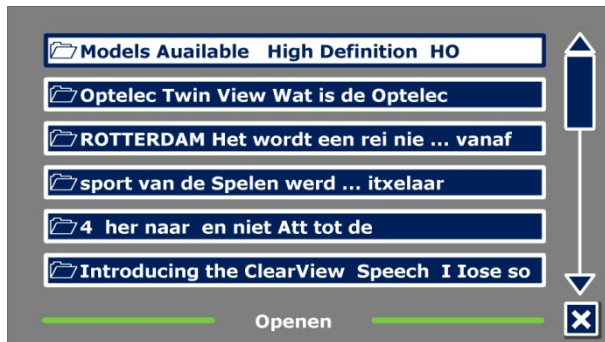 Models Auailable High Definition HO
Optelec Twin View Wat is de Optelec
ROTTERDAM Het wordt een rei nie ... vanaf
sport van de Spelen werd ... itxelaar
4 her naar en niet Att tot de
Introducing the ClearView Speech I Iose so
Openen